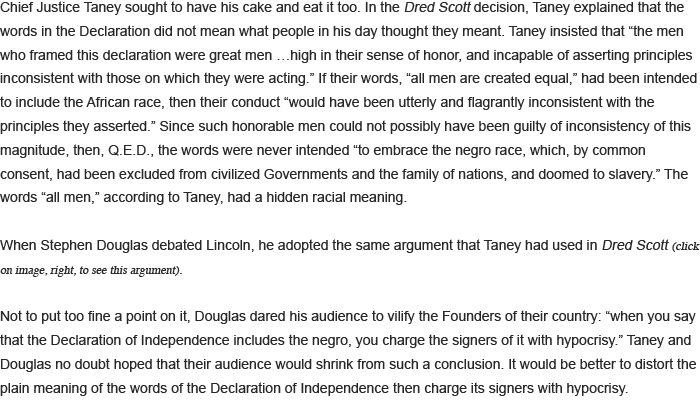 Chief Justice Taney sought to have his cake and eat it too. In the Dred Scott decision, Taney explained that the
words in the Declaration did not mean what people in his day thought they meant. Taney insisted that “the men
who framed this declaration were great men …high in their sense of honor, and incapable of asserting principles
inconsistent with those on which they were acting.” If their words, “all men are created equal,” had been intended
to include the African race, then their conduct “would have been utterly and flagrantly inconsistent with the
principles they asserted.” Since such honorable men could not possibly have been guilty of inconsistency of this
magnitude, then, Q.E.D., the words were never intended “to embrace the negro race, which, by common
consent, had been excluded from civilized Governments and the family of nations, and doomed to slavery.” The
words “all men,” according to Taney, had a hidden racial meaning.
When Stephen Douglas debated Lincoln, he adopted the same argument that Taney had used in Dred Scott (click
on image, right, to see this argument).
Not to put too fine a point on it, Douglas dared his audience to vilify the Founders of their country: “when you say
that the Declaration of Independence includes the negro, you charge the signers of it with hypocrisy.” Taney and
Douglas no doubt hoped that their audience would shrink from such a conclusion. It would be better to distort the
plain meaning of the words of the Declaration of Independence then charge its signers with hypocrisy.